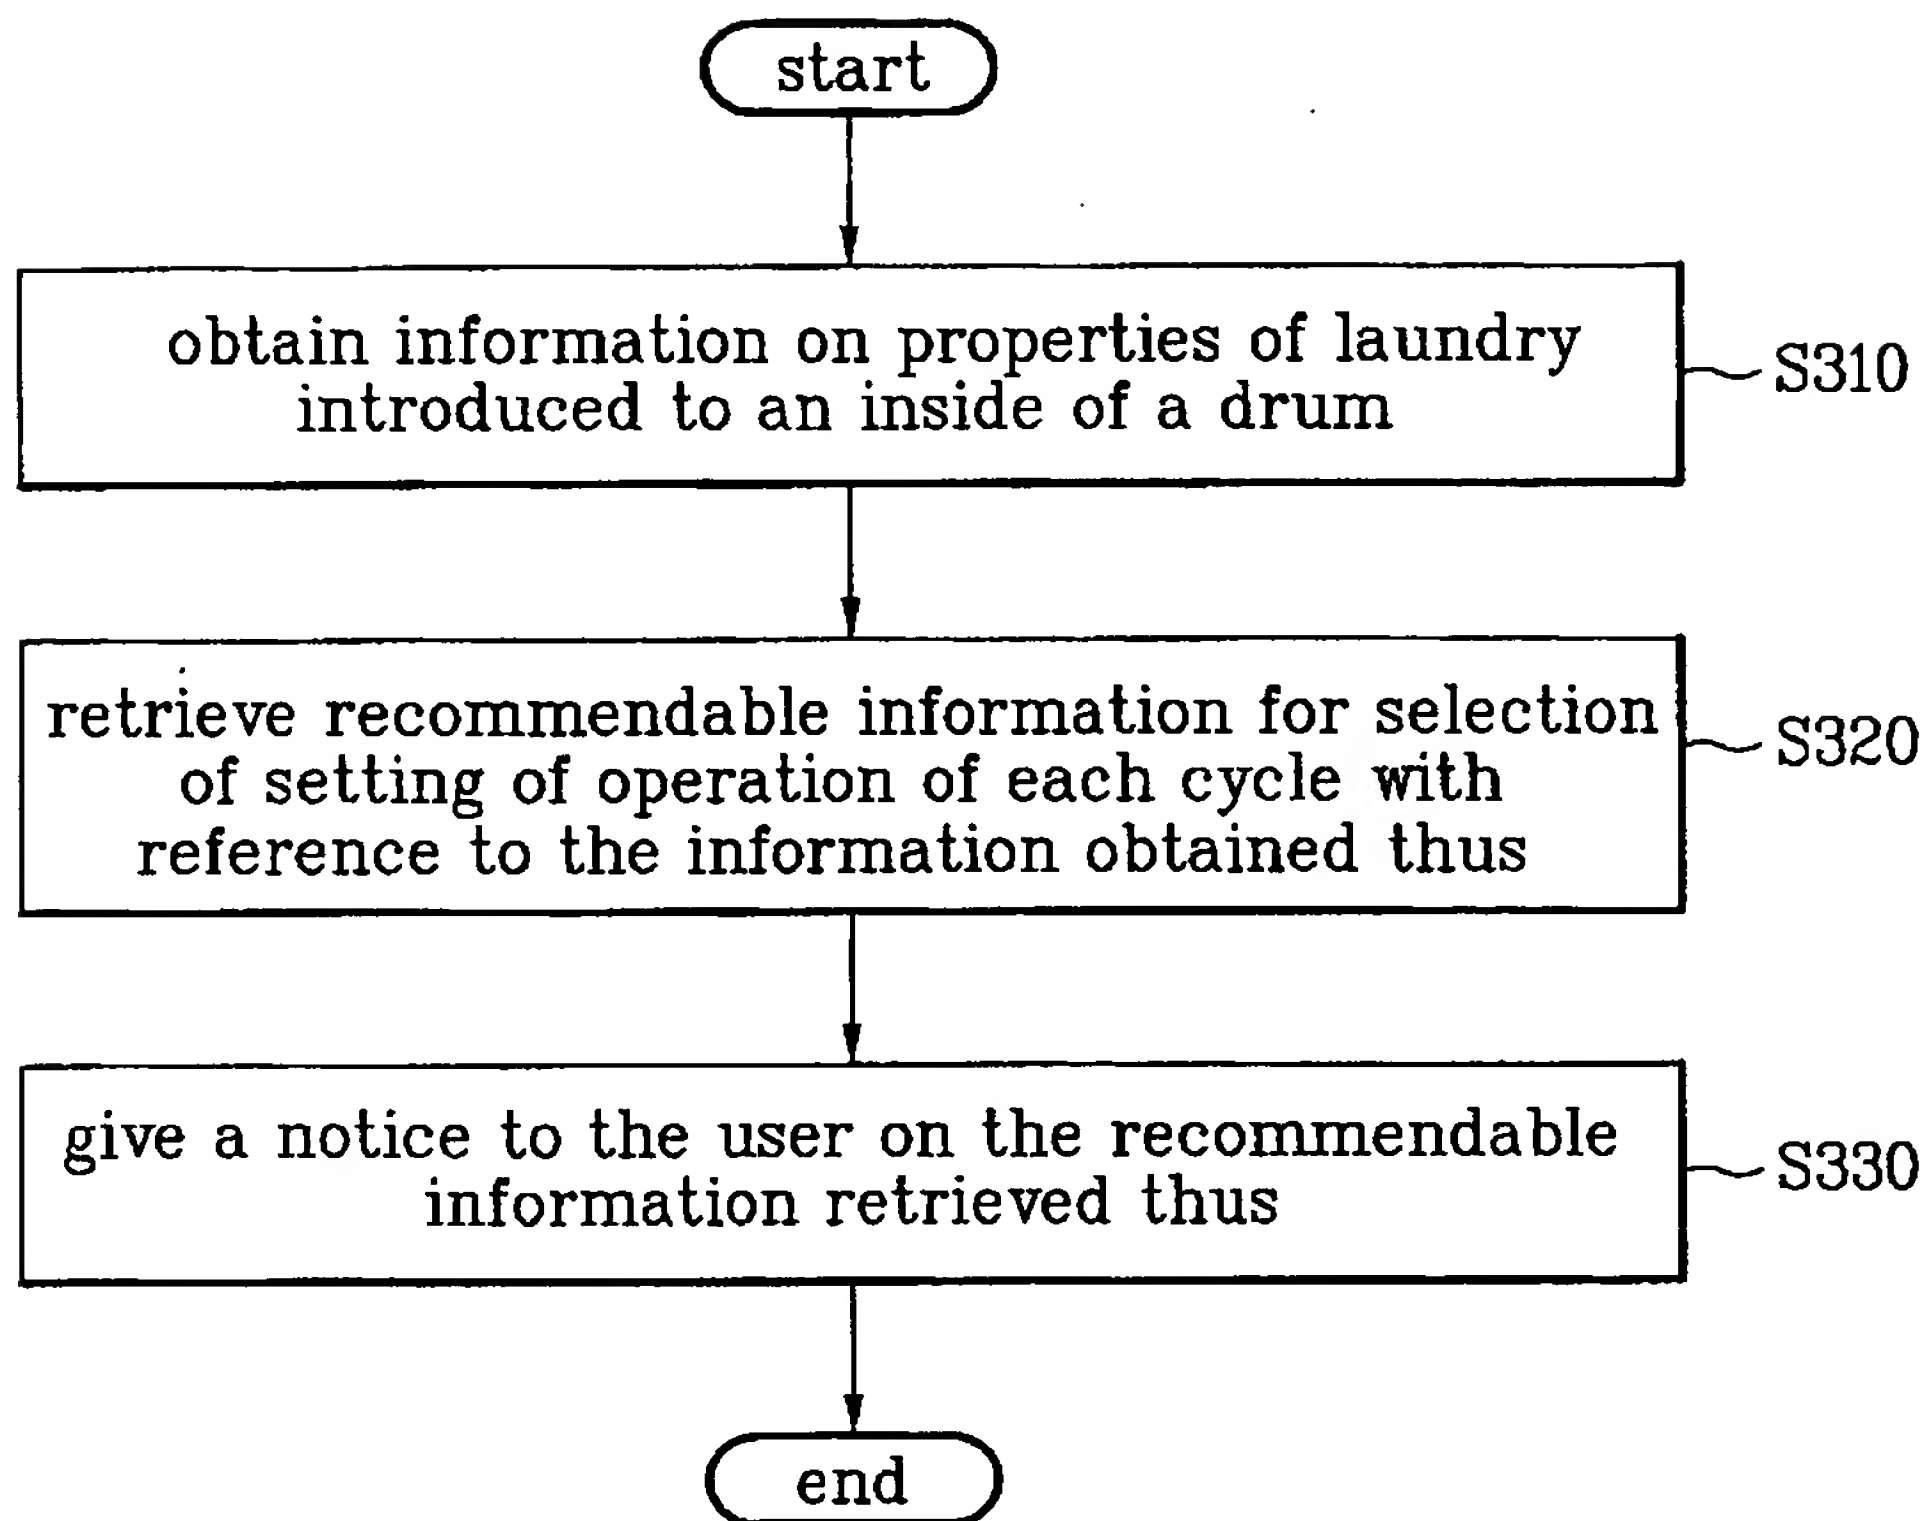 start
obtain information on properties of laundry
introduced to an inside of a drum
S310
retrieve recommendable information for selection
of setting of operation of each cycle with
reference to the information obtained thus
S320
give a notice to the user on the recommendable
information retrieved thus
S330
end